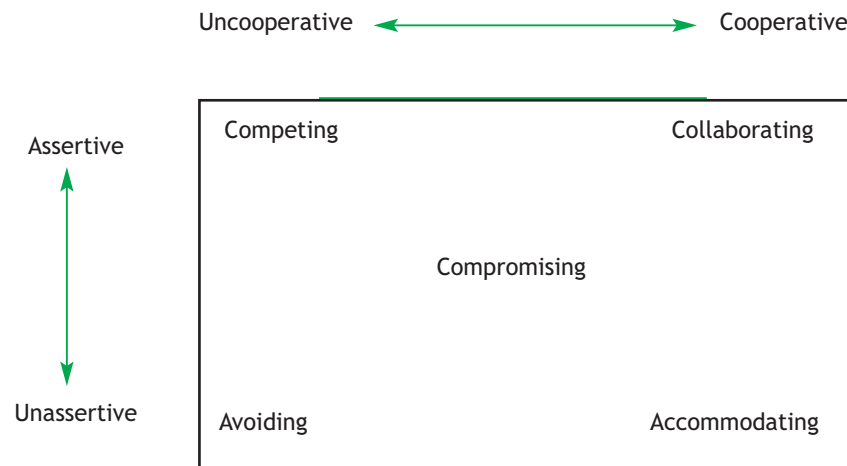 Uncooperative Cooperative
Competing Collaborating
Assertive
Compromising
Unassertive
Avoiding Accommodating